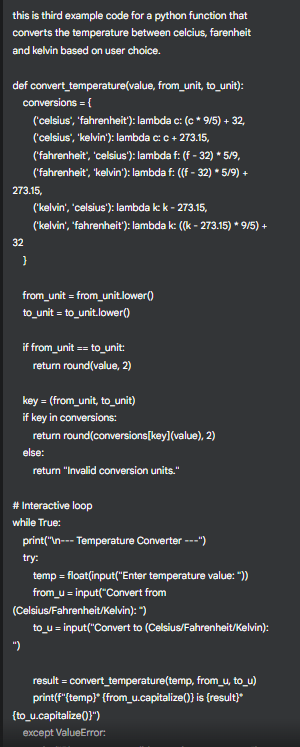 this is third example code for a python function that
converts the temperature between celcius, farenheit
and kelvin based on user choice.

def convert_temperature(value, from_unit, to_unit):
    conversions = {
        ('celsius', 'fahrenheit'): lambda c: (c * 9/5) + 32,
        ('celsius', 'kelvin'): lambda c: c + 273.15,
        ('fahrenheit', 'celsius'): lambda f: (f - 32) * 5/9,
        ('fahrenheit', 'kelvin'): lambda f: ((f - 32) * 5/9) +
273.15,
        ('kelvin', 'celsius'): lambda k: k - 273.15,
        ('kelvin', 'fahrenheit'): lambda k: ((k - 273.15) * 9/5) +
32
    }

    from_unit = from_unit.lower()
    to_unit = to_unit.lower()

    if from_unit == to_unit:
        return round(value, 2)

    key = (from_unit, to_unit)
    if key in conversions:
        return round(conversions[key](value), 2)
    else:
        return "Invalid conversion units."

# Interactive loop
while True:
    print("\n--- Temperature Converter ---")
    try:
        temp = float(input("Enter temperature value: "))
        from_u = input("Convert from
(Celsius/Fahrenheit/Kelvin): ")
        to_u = input("Convert to (Celsius/Fahrenheit/Kelvin):
")

        result = convert_temperature(temp, from_u, to_u)
        print(f"{temp}° {from_u.capitalize()} is {result}°
{to_u.capitalize()}")
    except ValueError: